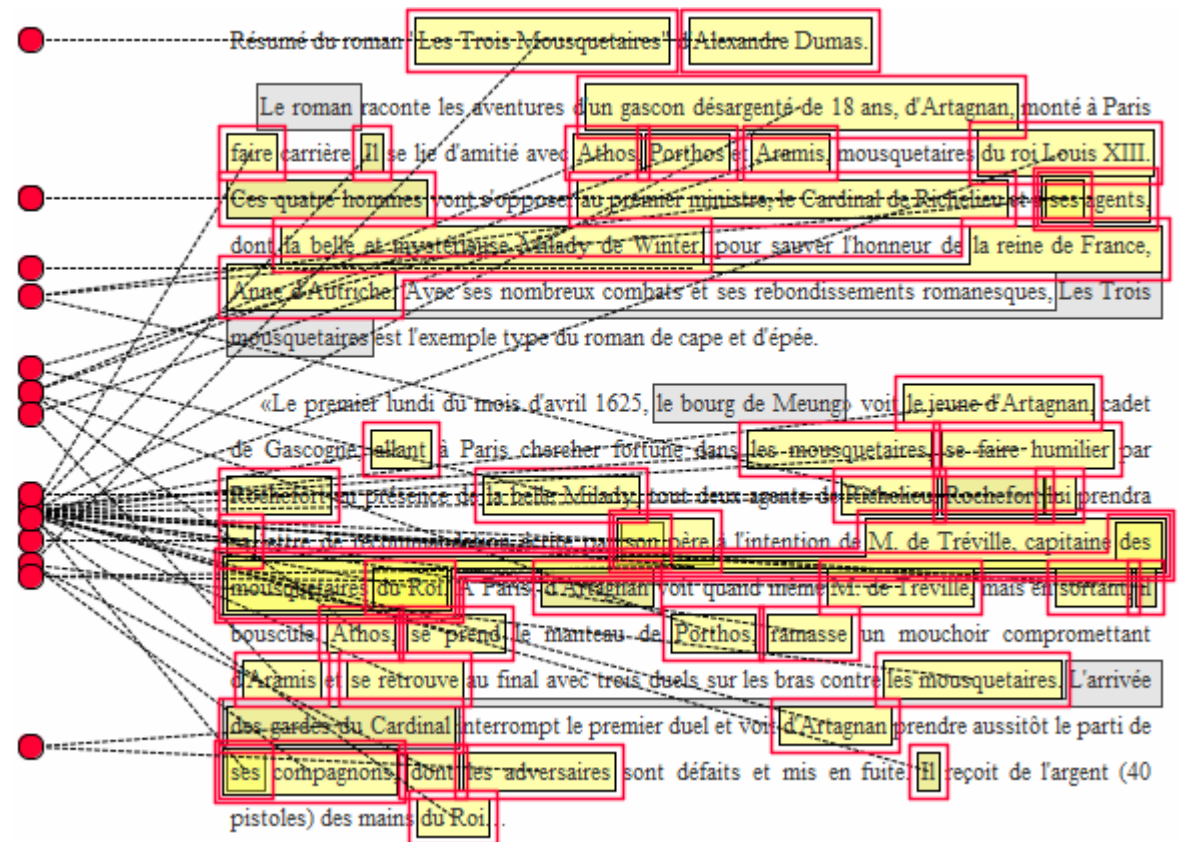 Résumé du roman "Les Trois Mousquetaires" d'Alexandre Dumas.
Le roman raconte les aventures d'un gascon désargenté de 18 ans, d'Artagnan, monté à Paris
faire carrière. Il se lie d'amitié avec Athos, Porthos et Aramis, mousquetaires du roi Louis XIII.
Ces quatre hommes vont s'opposer au premier ministre, le Cardinal de Richelieu et à ses agents,
dont la belle et mystérieuse Milady de Winter, pour sauver l'honneur de la reine de France,
Anne d'Autriche. Avec ses nombreux combats et ses rebondissements romanesques, Les Trois
mousquetaires est l'exemple type du roman de cape et d'épée.
«Le premier lundi du mois d'avril 1625, le bourg de Meung» voit le jeune d'Artagnan, cadet
de Gascogne, allant à Paris chercher fortune dans les mousquetaires, se faire humilier par
Rochefort en présence de la belle Milady, tout deux agents de Richelieu. Rochefort lui prendra
sa lettre de recommandation écrite par son père à l'intention de M. de Tréville, capitaine des
mousquetaires du Roi. A Paris, d'Artagnan voit quand même M. de Tréville, mais en sortant, il
bouscule Athos, se prend le manteau de Porthos, ramasse un mouchoir compromettant
d'Aramis et se retrouve au final avec trois duels sur les bras contre les mousquetaires. L'arrivée
des gardes du Cardinal interrompt le premier duel et voit d'Artagnan prendre aussitôt le parti de
ses compagnons, dont les adversaires sont défaits et mis en fuite. Il reçoit de l'argent (40
pistoles) des mains du Roi...